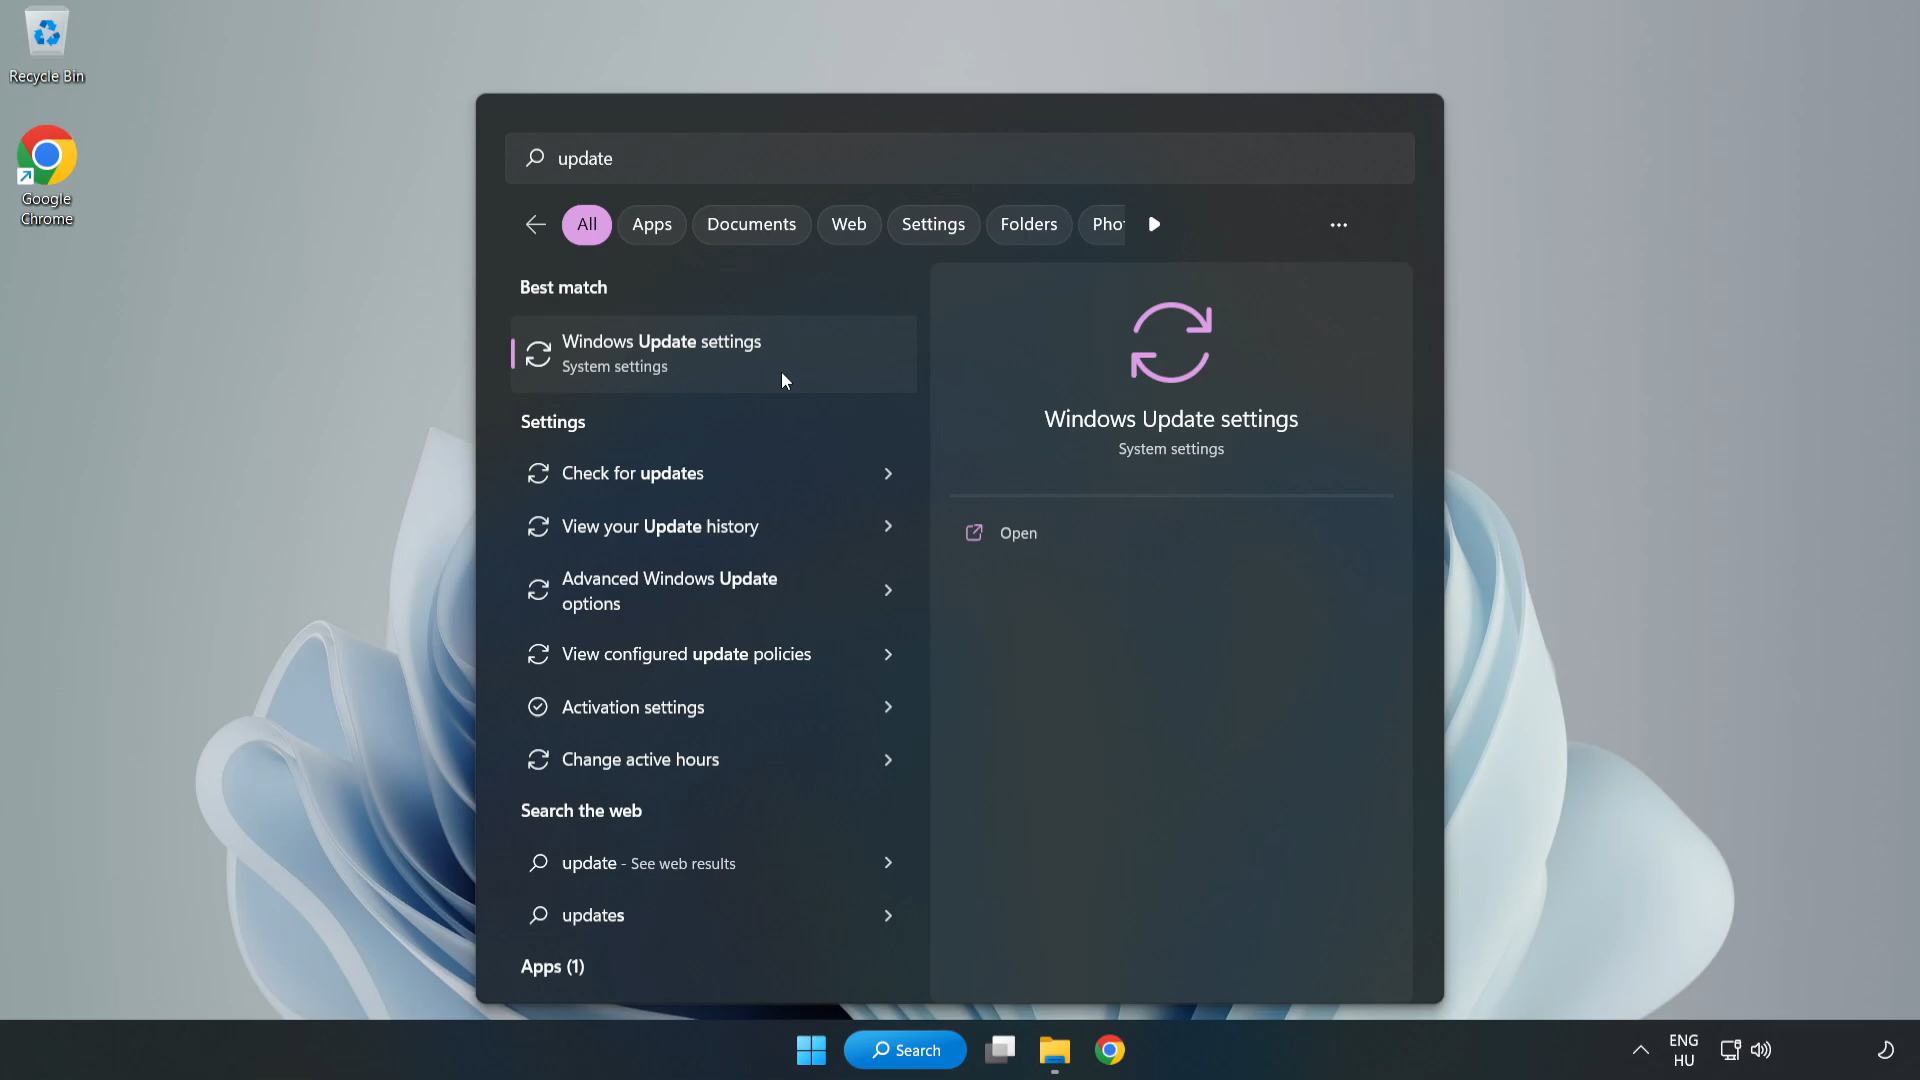 Recycle Bin
Google
Chrome
update
All
Apps
Documents
Web
Settings
Folders
Best match
Windows Update settings
System settings
Settings
Check for updates
View your Update history
Advanced Windows Update
options
View configured update policies
Activation settings
Change active hours
Search the web
update - See web results
updates
Apps (1)
Windows Update settings
System settings
Open
Search
ENG
HU